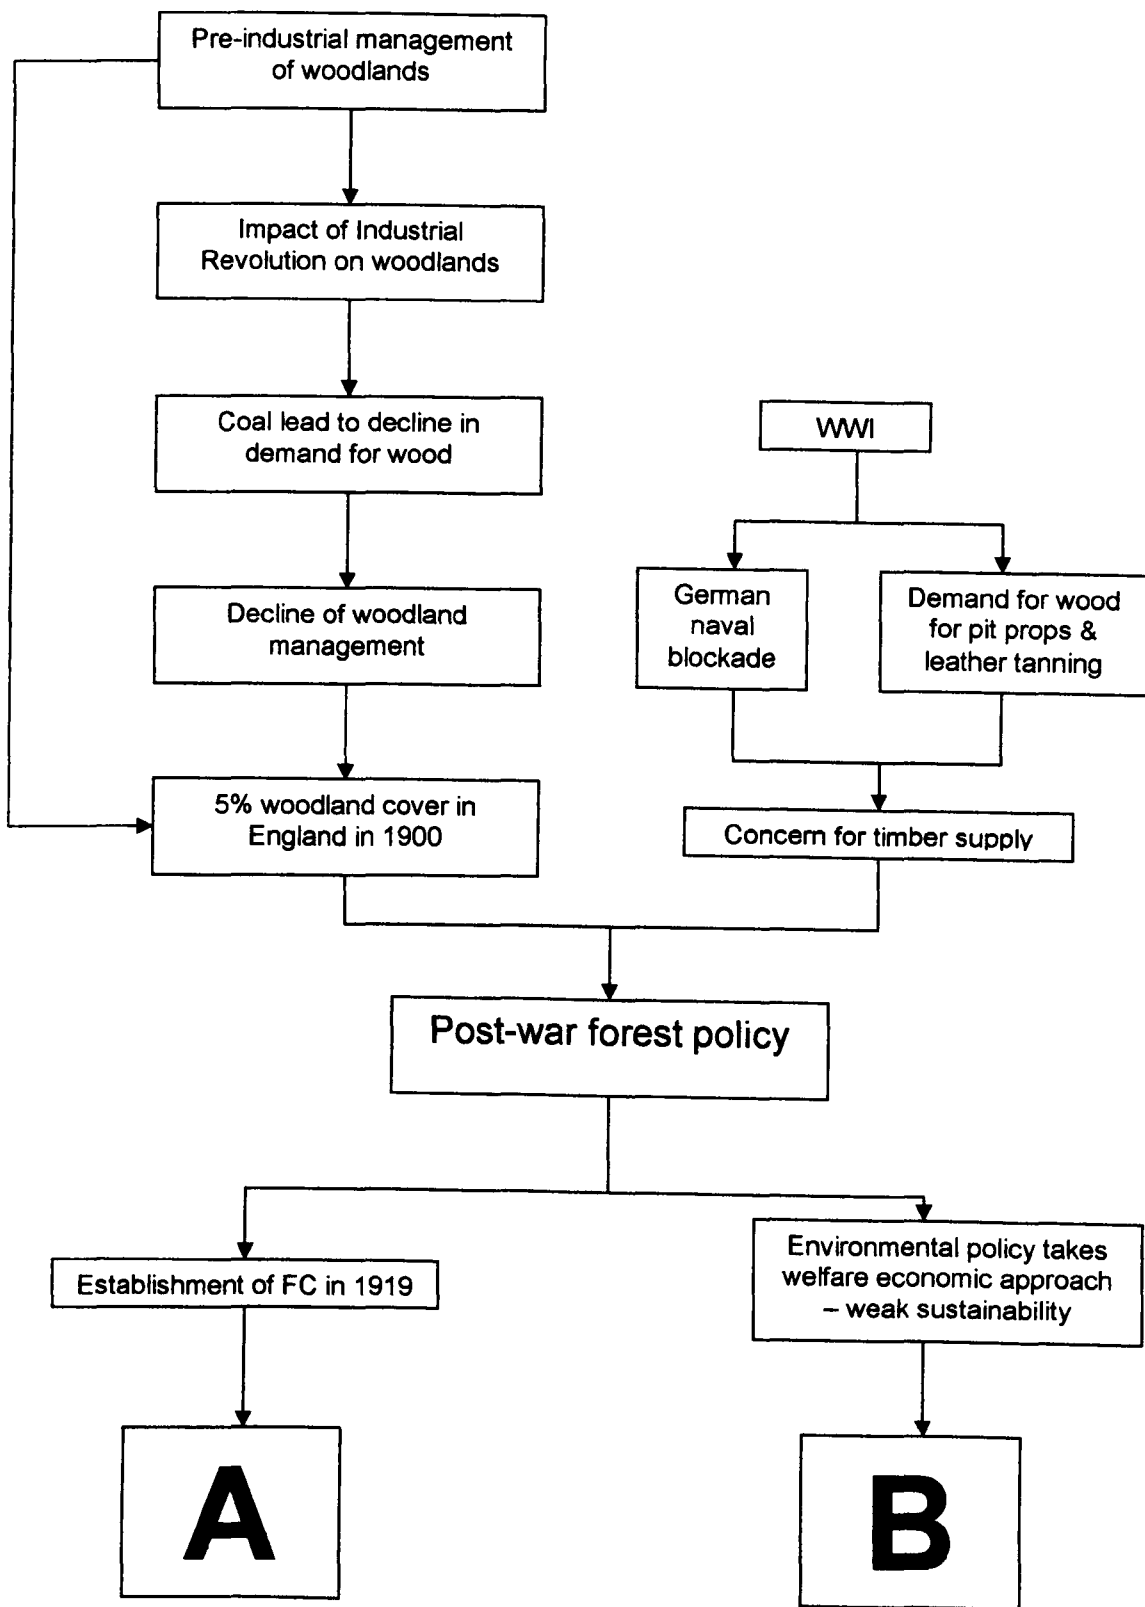 Pre-industrial management
of woodlands
Impact of Industrial
Revolution on woodlands
Coal lead to decline in
demand for wood
WWI
Decline of woodland
management
German
naval
blockade
Demand for wood
for pit props &
leather tanning
5% woodland cover in
England in 1900
Concern for timber supply
Post-war forest policy
Establishment of FC in 1919
Environmental policy takes
welfare economic approach
– weak sustainability
A
B